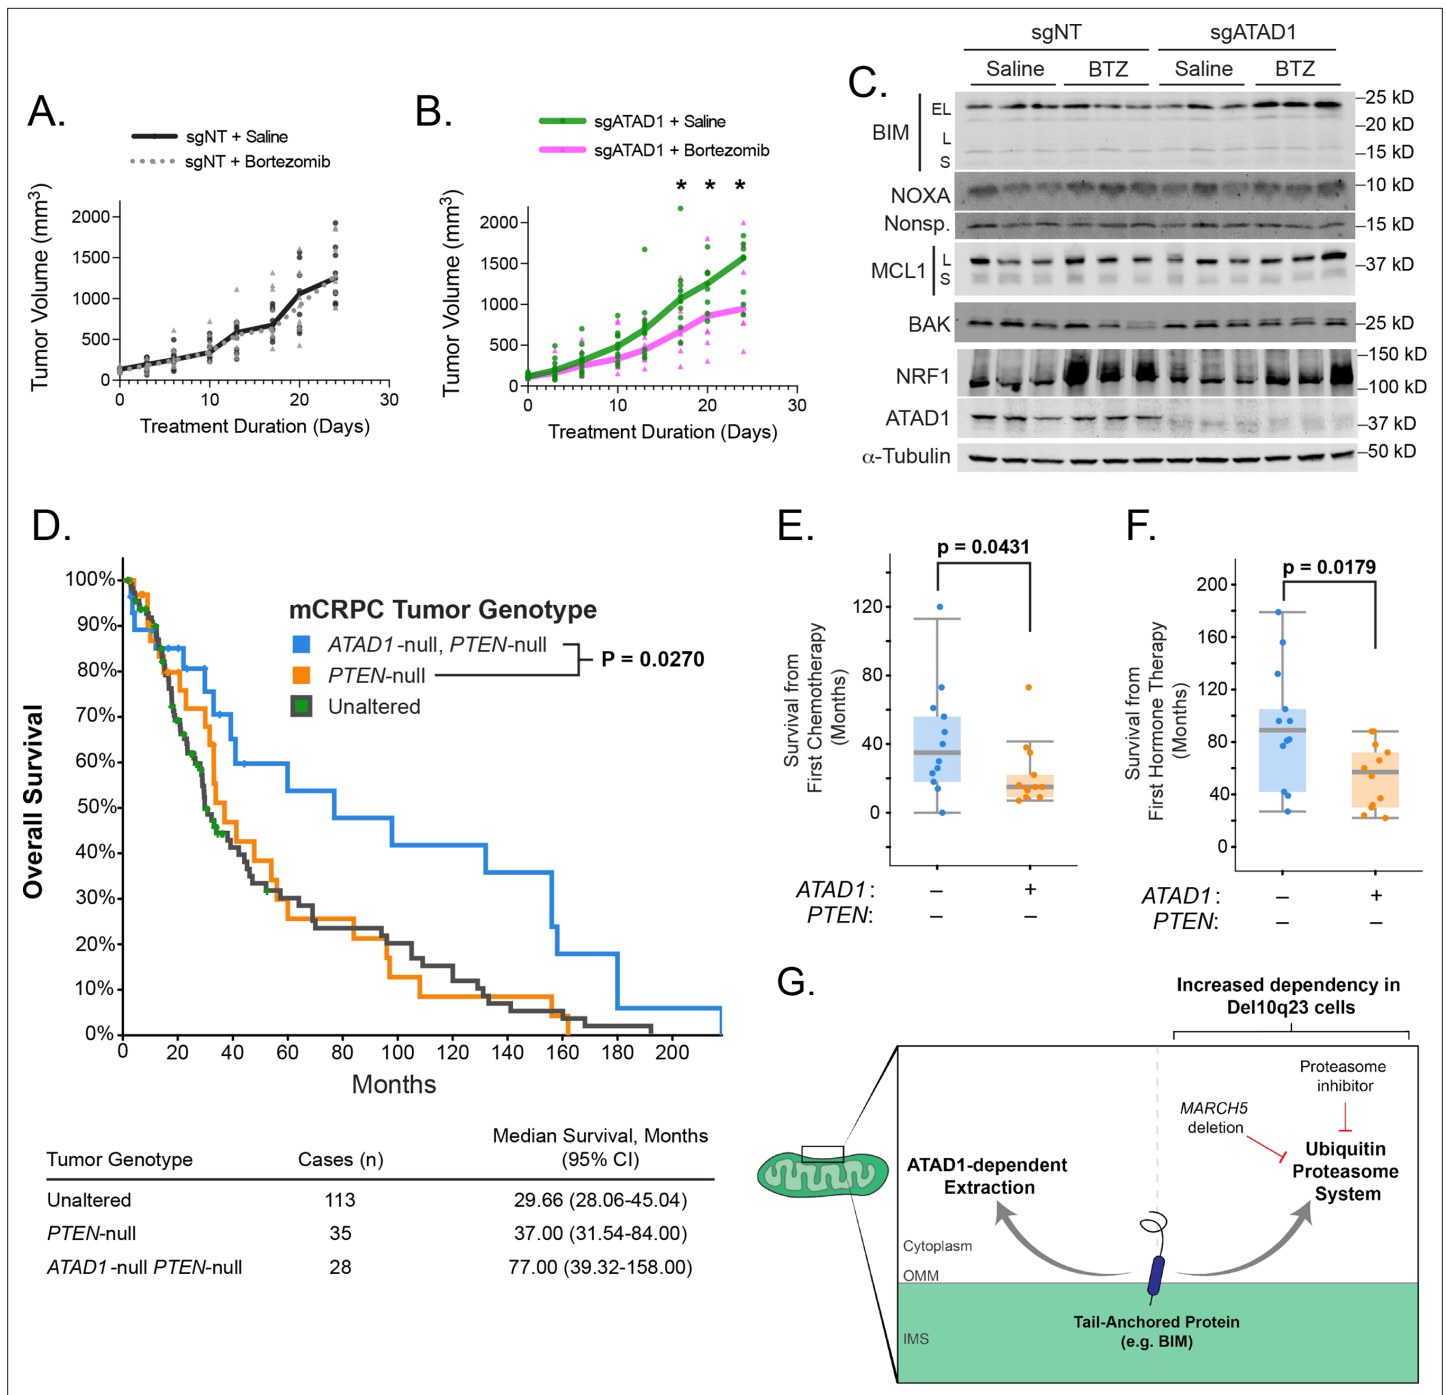 A.
sgNT + Saline
sgNT + Bortezomib
Tumor Volume (mm³)
2000
1500
1000
500
0
0 10 20 30
Treatment Duration (Days)
B.
sgATAD1 + Saline
sgATAD1 + Bortezomib
* * *
Tumor Volume (mm³)
2000
1500
1000
500
0
0 10 20 30
Treatment Duration (Days)
C.
sgNT sgATAD1
Saline BTZ Saline BTZ
BIM EL L S
–25 kD
–20 kD
–15 kD
NOXA –10 kD
Nonsp. –15 kD
MCL1 L S –37 kD
BAK –25 kD
NRF1 –150 kD
–100 kD
ATAD1 –37 kD
α-Tubulin –50 kD
D.
mCRPC Tumor Genotype
ATAD1-null, PTEN-null
PTEN-null
Unaltered
P = 0.0270
Overall Survival
100%
90%
80%
70%
60%
50%
40%
30%
20%
10%
0%
0 20 40 60 80 100 120 140 160 180 200
Months
Median Survival, Months
Tumor Genotype Cases (n) (95% CI)
Unaltered 113 29.66 (28.06-45.04)
PTEN-null 35 37.00 (31.54-84.00)
ATAD1-null PTEN-null 28 77.00 (39.32-158.00)
E.
p = 0.0431
Survival from
First Chemotherapy
(Months)
120
80
40
0
ATAD1: – +
PTEN: – –
F.
p = 0.0179
Survival from
First Hormone Therapy
(Months)
200
160
120
80
40
0
ATAD1: – +
PTEN: – –
G.
Increased dependency in
Del10q23 cells
Proteasome
inhibitor
MARCH5
deletion
Ubiquitin
Proteasome
System
ATAD1-dependent
Extraction
Cytoplasm
OMM
IMS
Tail-Anchored Protein
(e.g. BIM)